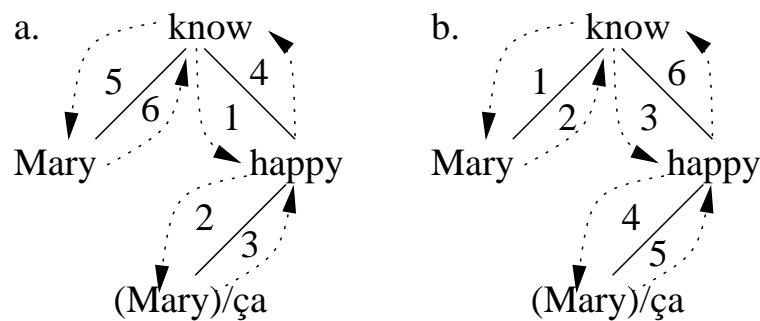 a. know b. know
5 4 1 6
6 1 2 3
Mary happy Mary happy
2 4
3 5
(Mary)/ça (Mary)/ça